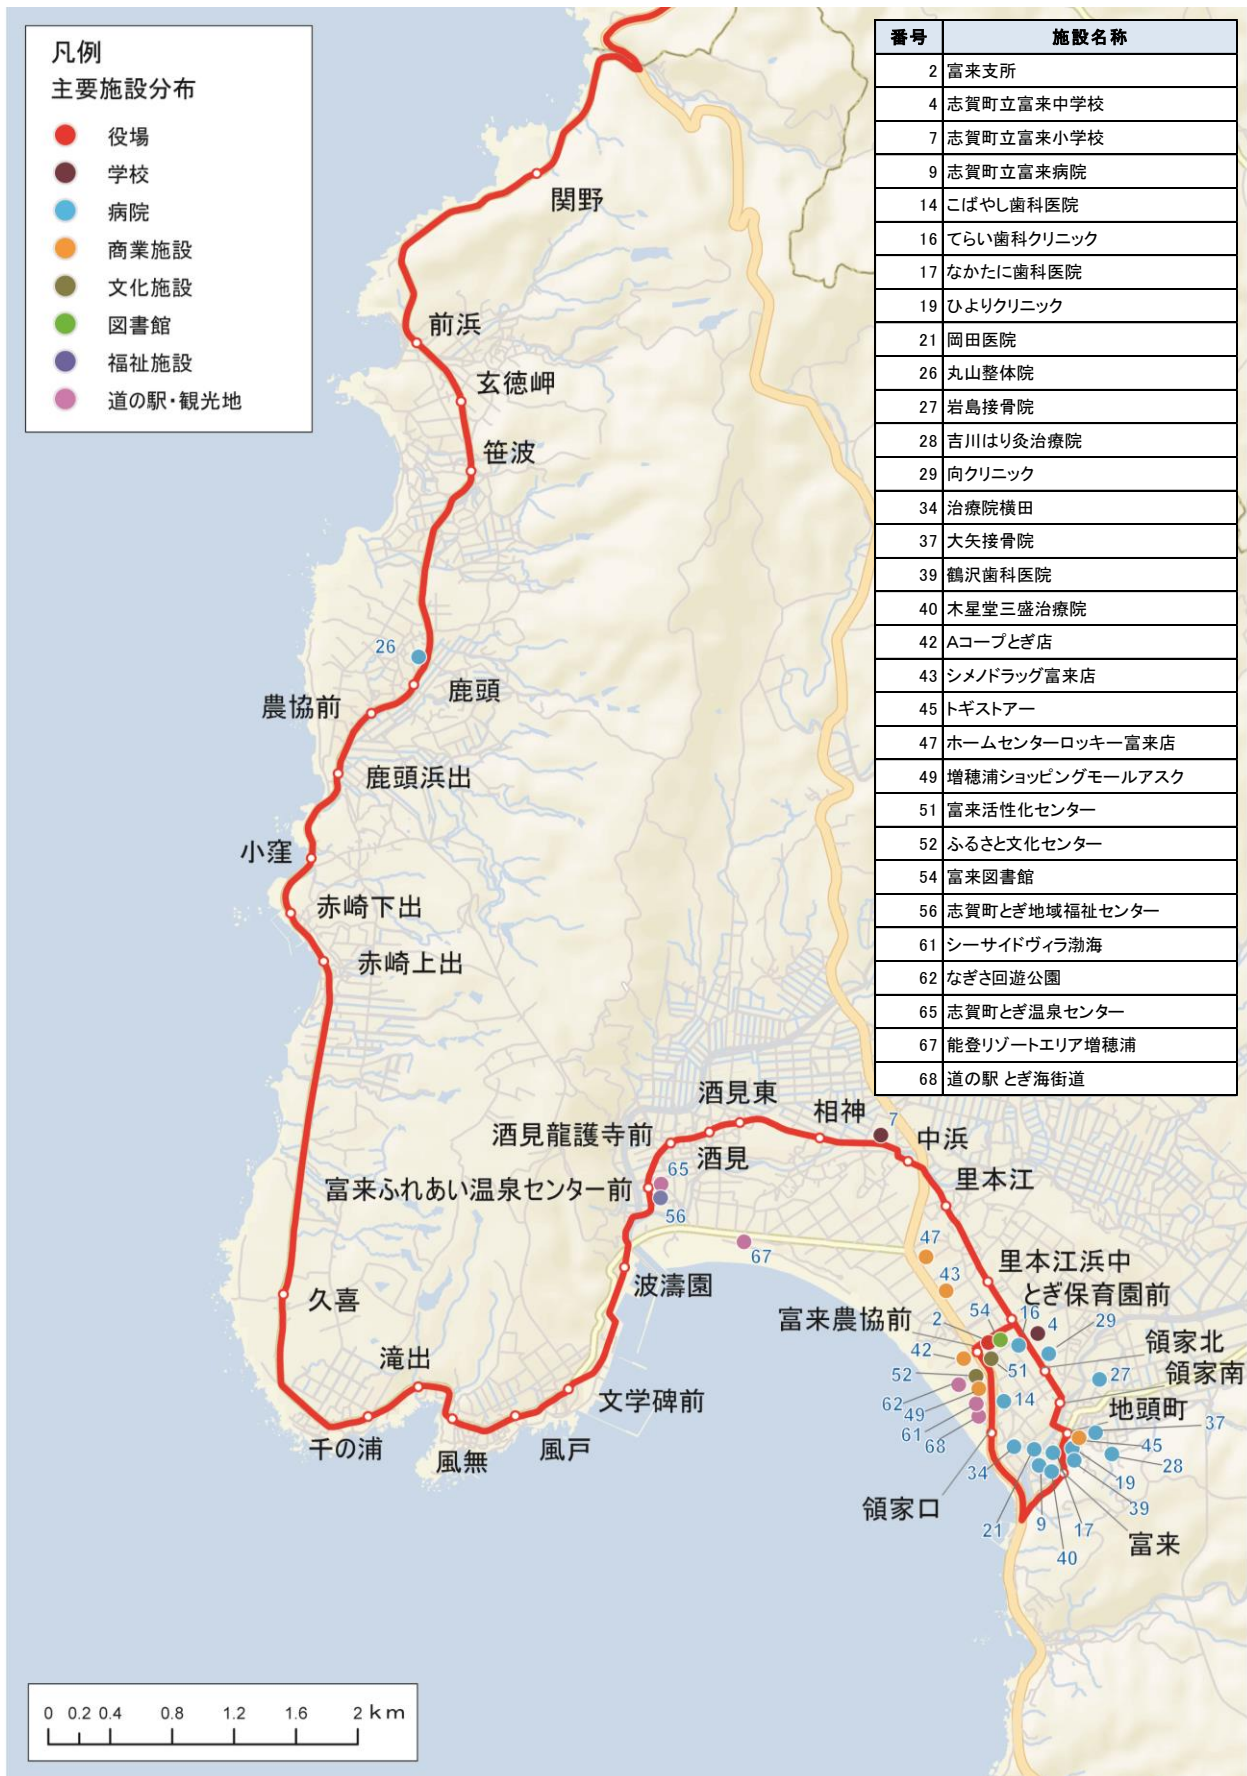 凡例
主要施設分布
役場
学校
病院
商業施設
文化施設
図書館
福祉施設
道の駅・観光地
番号 施設名称
2 富来支所
4 志賀町立富来中学校
7 志賀町立富来小学校
9 志賀町立富来病院
14 こばやし歯科医院
16 てらい歯科クリニック
17 なかたに歯科医院
19 ひよりクリニック
21 岡田医院
26 丸山整体院
27 岩島接骨院
28 吉川はり灸治療院
29 向クリニック
34 治療院横田
37 大矢接骨院
39 鶴沢歯科医院
40 木星堂三盛治療院
42 Aコープとぎ店
43 シメノドラッグ富来店
45 トギストアー
47 ホームセンターロッキー富来店
49 増穂浦ショッピングモールアスク
51 富来活性化センター
52 ふるさと文化センター
54 富来図書館
56 志賀町とぎ地域福祉センター
61 シーサイドヴィラ渤海
62 なぎさ回遊公園
65 志賀町とぎ温泉センター
67 能登リゾートエリア増穂浦
68 道の駅 とぎ海街道
関野
前浜
玄徳岬
笹波
26
鹿頭
農協前
鹿頭浜出
小窪
赤崎下出
赤崎上出
酒見東
相神
7
酒見龍護寺前
酒見
中浜
65
富来ふれあい温泉センター前
里本江
56
47
67
里本江浜中
波濤園
43
とぎ保育園前
久喜
富来農協前
2
54
16
4
29
領家北
42
滝出
51
領家南
52
27
62
文学碑前
14
49
地頭町
61
37
千の浦
風無
風戸
68
45
34
28
19
領家口
39
21
9
17
富来
40
0 0.2 0.4 0.8 1.2 1.6 2 km